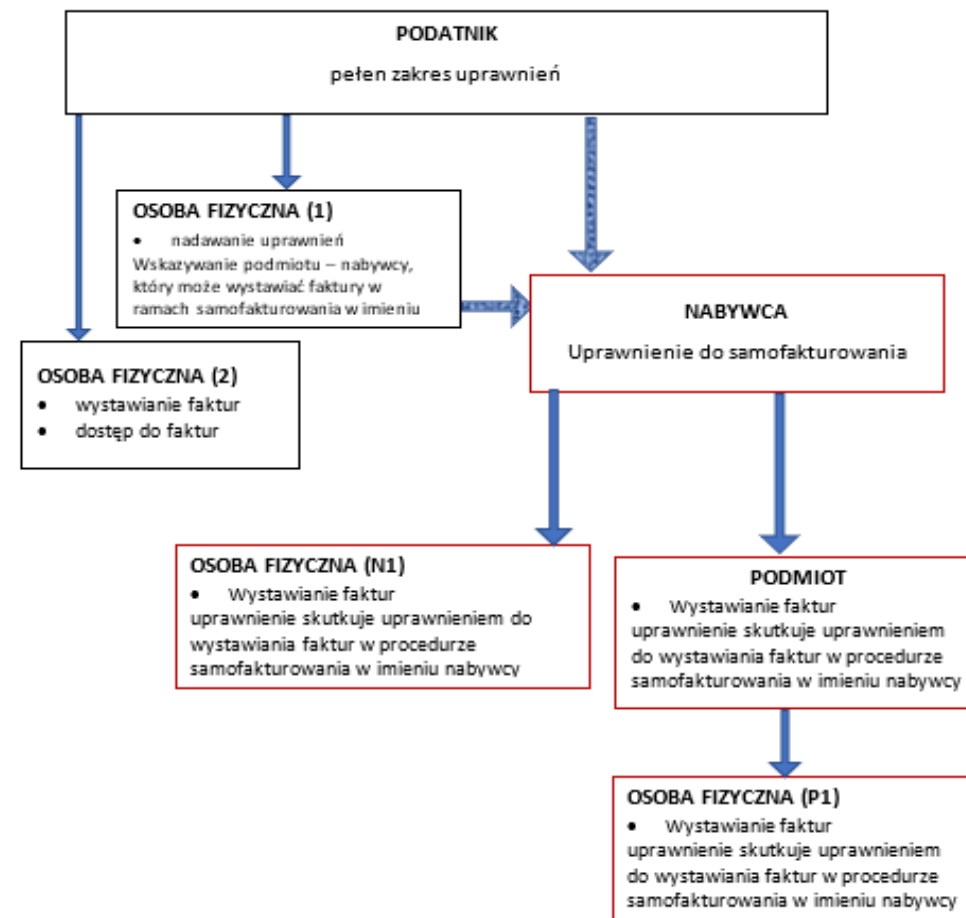 PODATNIK
pełen zakres uprawnień
OSOBA FIZYCZNA (1)
• nadawanie uprawnień
Wskazywanie podmiotu – nabywcy,
który może wystawiać faktury w
ramach samofakturowania w imieniu
NABYWCA
Uprawnienie do samofakturowania
OSOBA FIZYCZNA (2)
• wystawianie faktur
• dostęp do faktur
OSOBA FIZYCZNA (N1)
• Wystawianie faktur
uprawnienie skutkuje uprawnieniem do
wystawiania faktur w procedurze
samofakturowania w imieniu nabywcy
PODMIOT
• Wystawianie faktur
uprawnienie skutkuje uprawnieniem
do wystawiania faktur w procedurze
samofakturowania w imieniu nabywcy
OSOBA FIZYCZNA (P1)
• Wystawianie faktur
uprawnienie skutkuje uprawnieniem
do wystawiania faktur w procedurze
samofakturowania w imieniu nabywcy